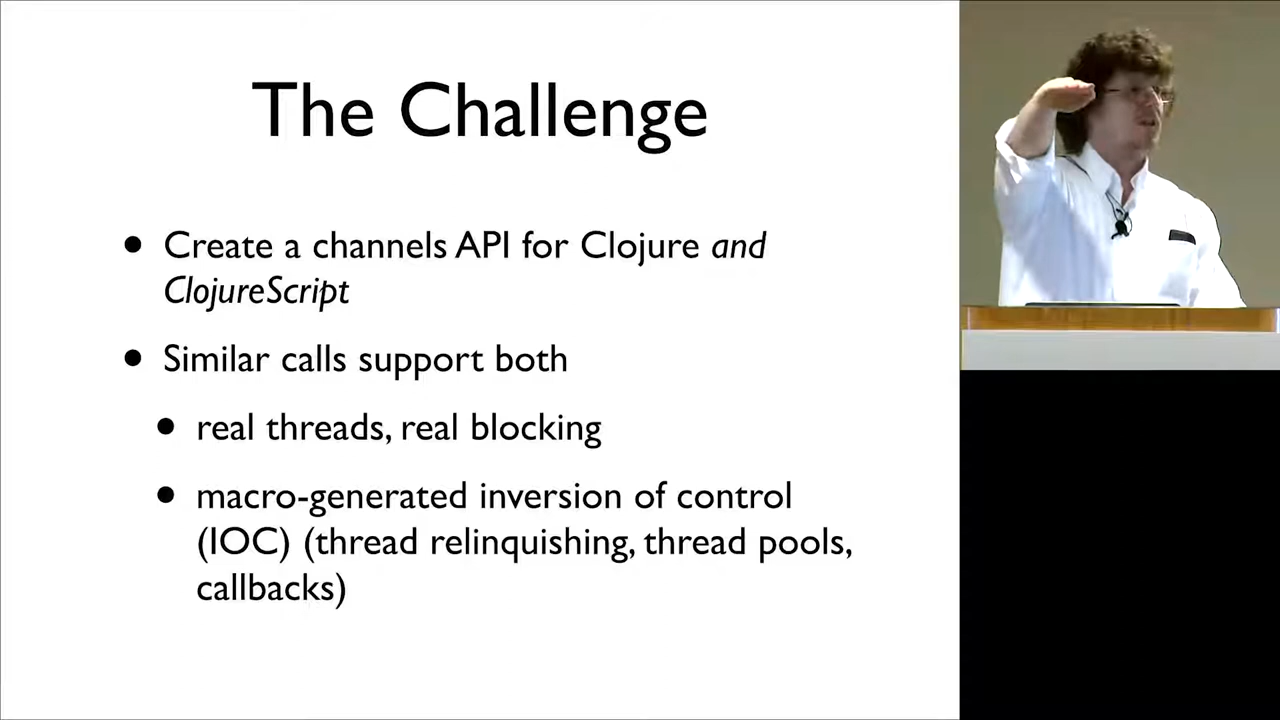 The Challenge
• Create a channels API for Clojure and
ClojureScript
• Similar calls support both
• real threads, real blocking
• macro-generated inversion of control
(IOC) (thread relinquishing, thread pools,
callbacks)